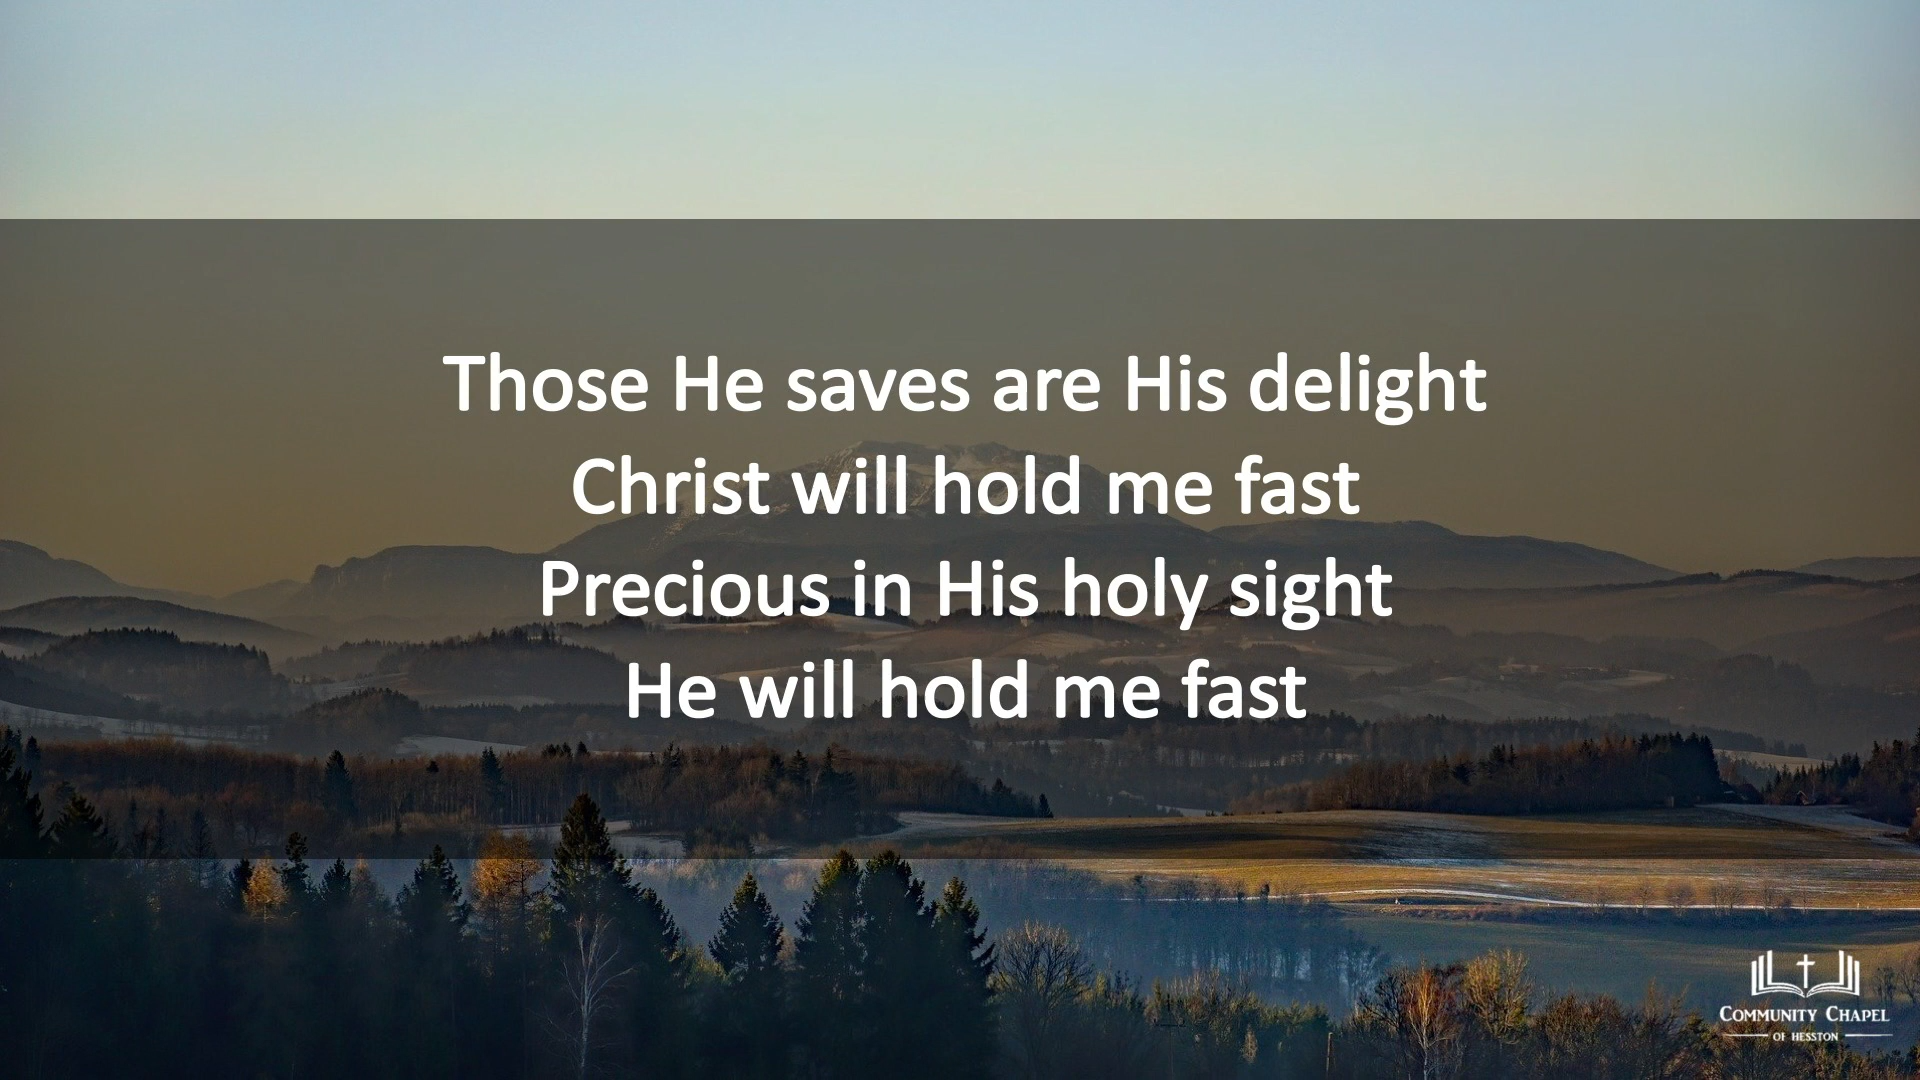 Those He saves are His delight
Christ will hold me fast
Precious in His holy sight
He will hold me fast
COMMUNITY CHAPEL
OF HESSTON